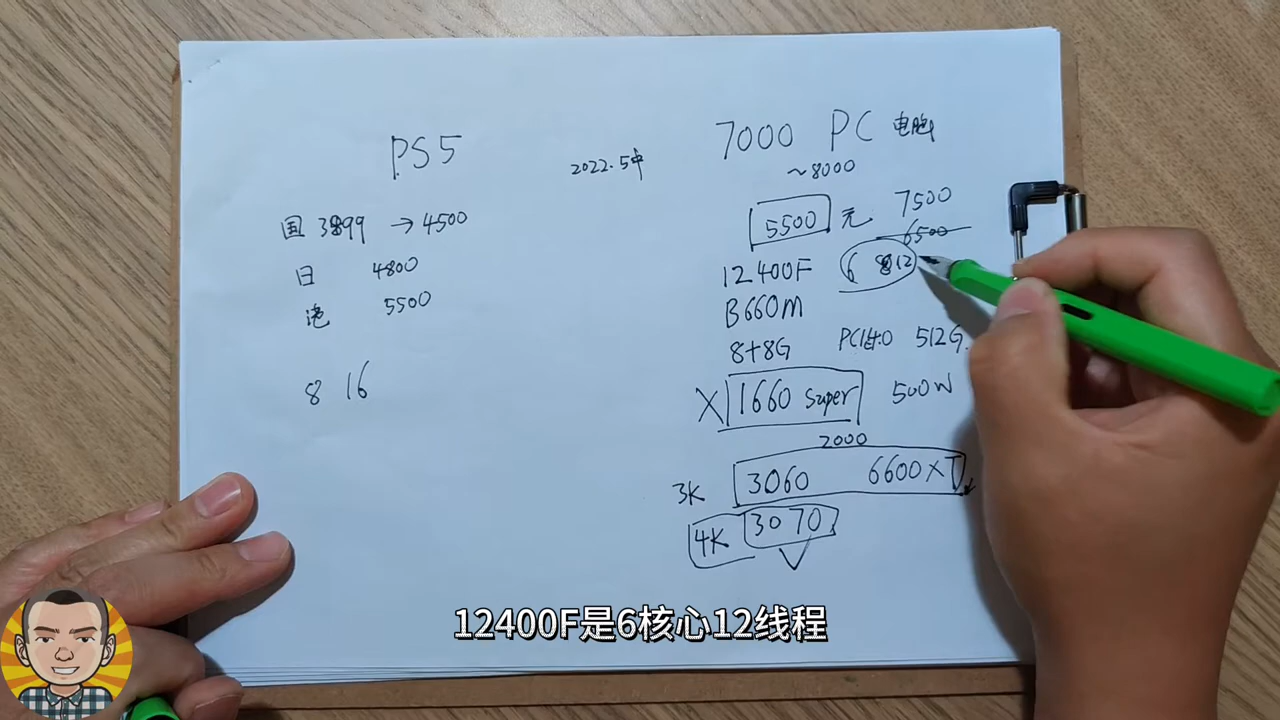 PS5
2022.5中
国 3899 → 4500
日 4800
港 5500
8 16
7000 PC 电脑
~8000
5500 元 7500
6500
12400F 6 12
B660M
8+8G PCI4.0 512G
X 1660 super 500W
2000
3K 3060 6600XT
4K 3070
12400F是6核心12线程